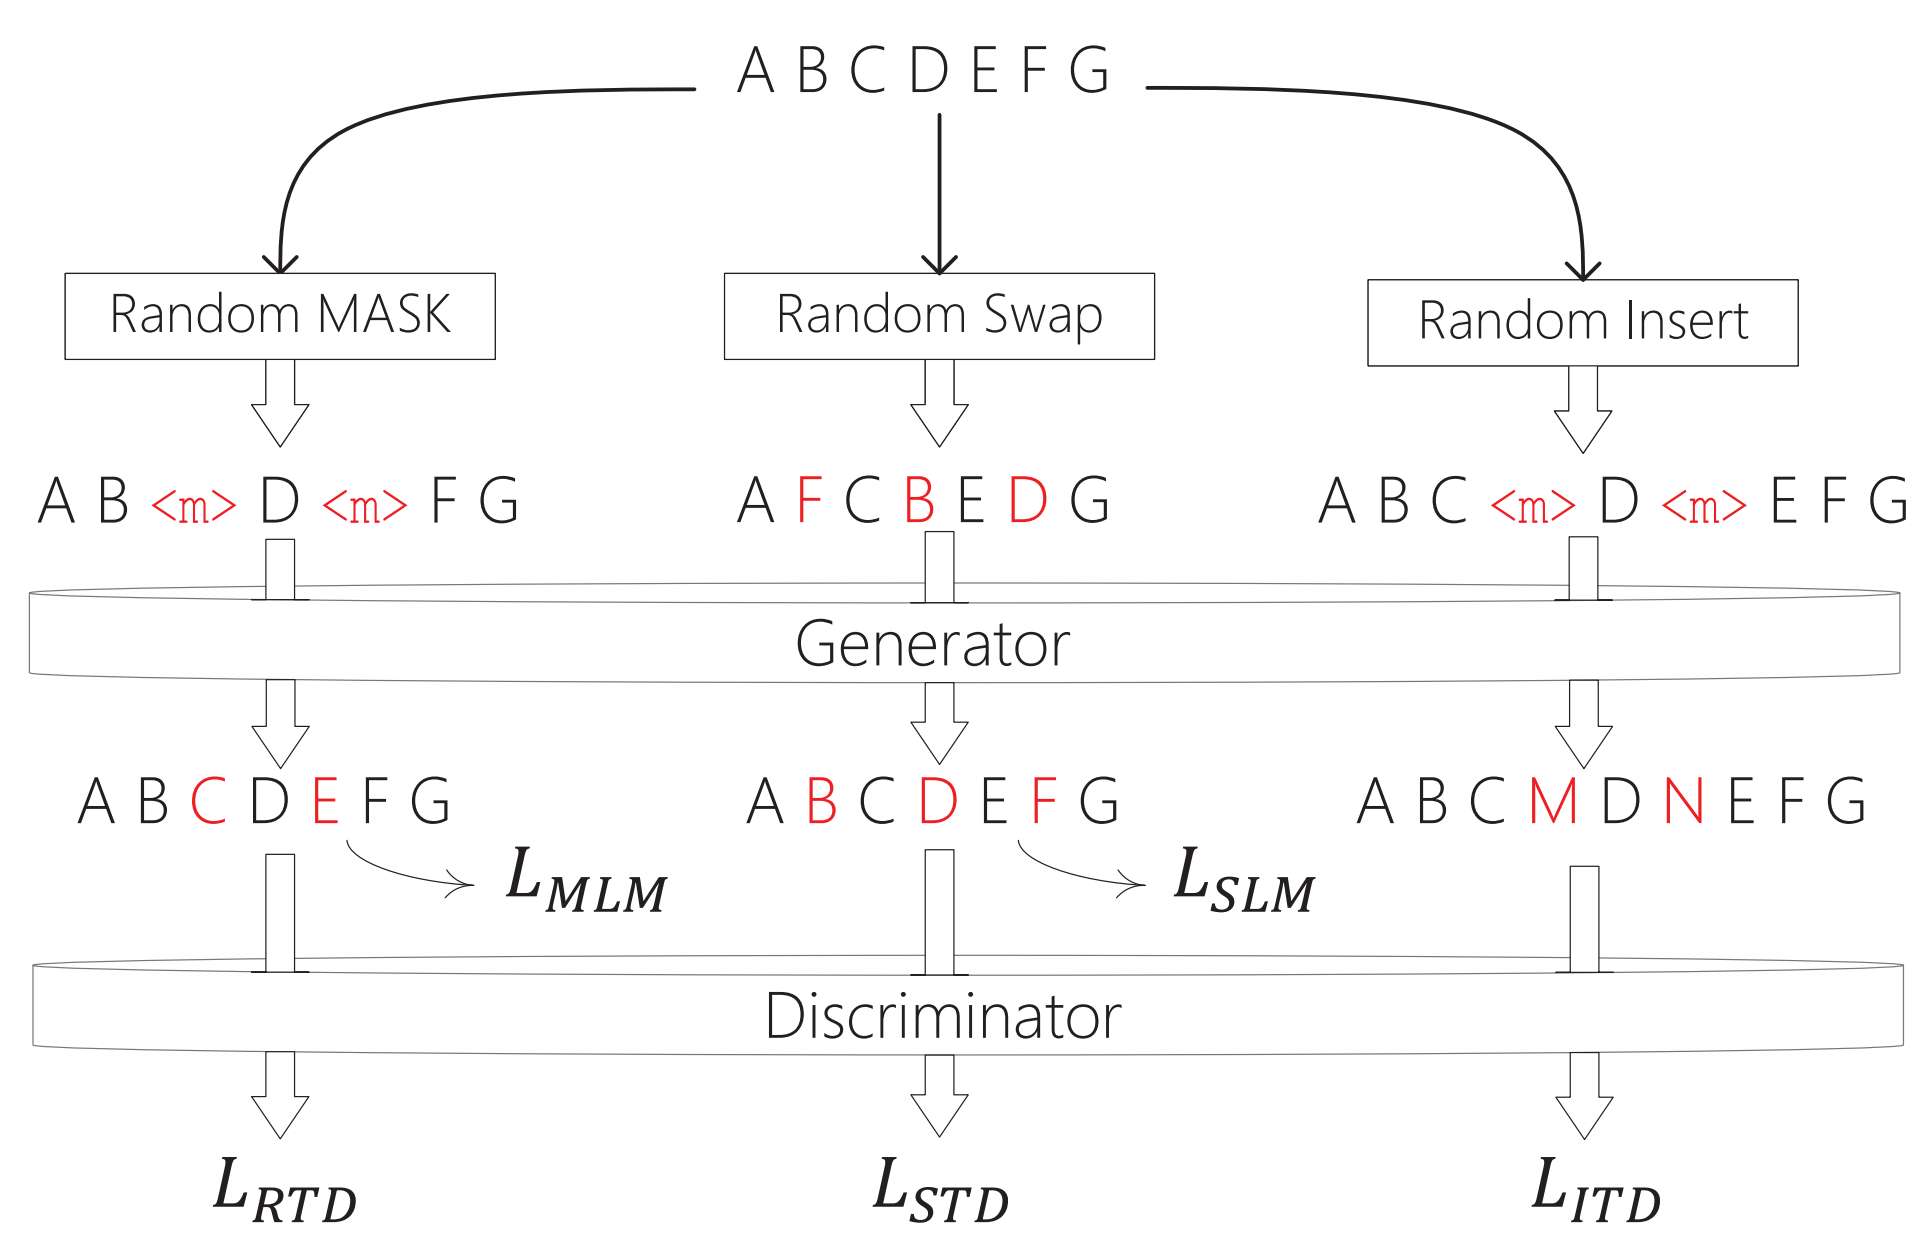 A B C D E F G
Random MASK
Random Swap
Random Insert
A B <m> D <m> F G
A F C B E D G
A B C <m> D <m> E F G
Generator
A B C D E F G
A B C D E F G
A B C M D N E F G
L_MLM
L_SLM
Discriminator
L_RTD
L_STD
L_ITD